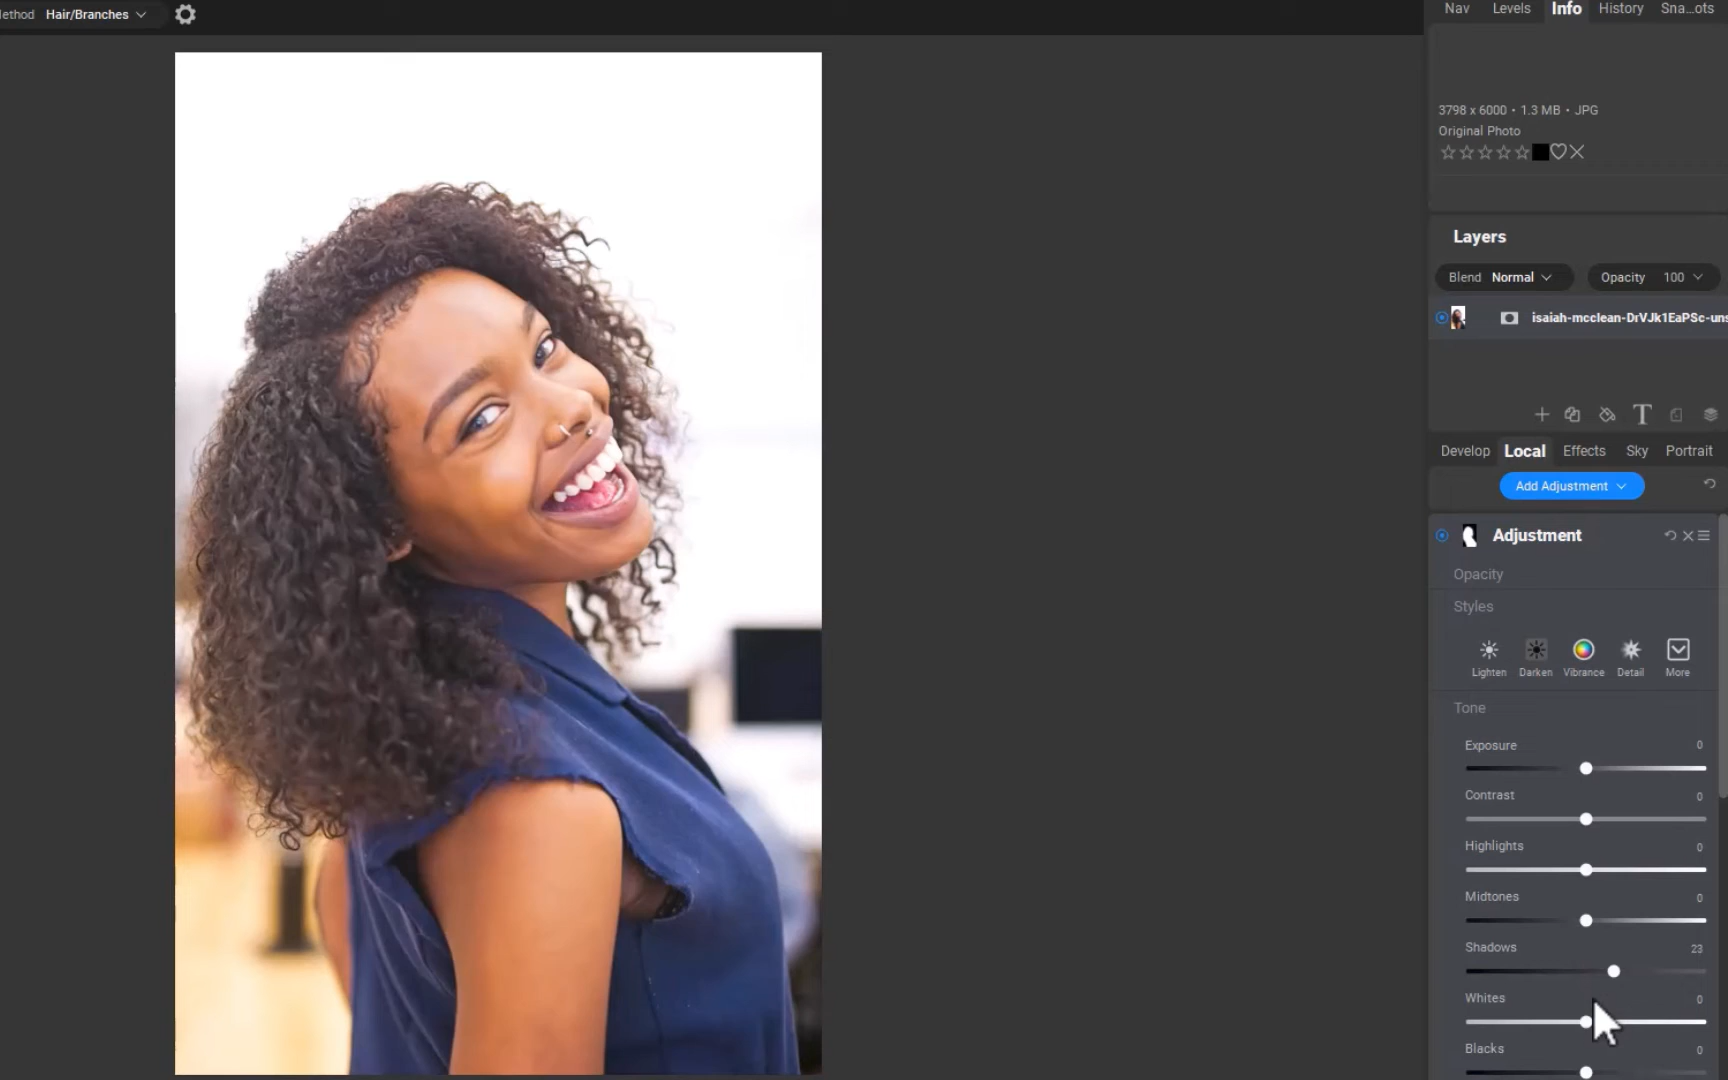 ethod Hair/Branches
Nav Levels Info History Sna...ots
3798 x 6000 • 1.3 MB • JPG
Original Photo
Layers
Blend Normal Opacity 100
isaiah-mcclean-DrVJk1EaPSc-uns
Develop Local Effects Sky Portrait
Add Adjustment
Adjustment
Opacity
Styles
Lighten Darken Vibrance Detail More
Tone
Exposure 0
Contrast 0
Highlights 0
Midtones 0
Shadows 23
Whites 0
Blacks 0